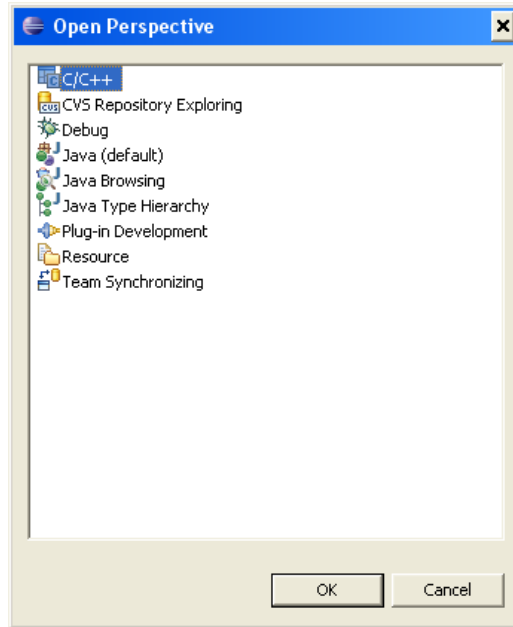 Open Perspective
C/C++
CVS CVS Repository Exploring
Debug
Java (default)
Java Browsing
Java Type Hierarchy
Plug-in Development
Resource
Team Synchronizing
OK Cancel